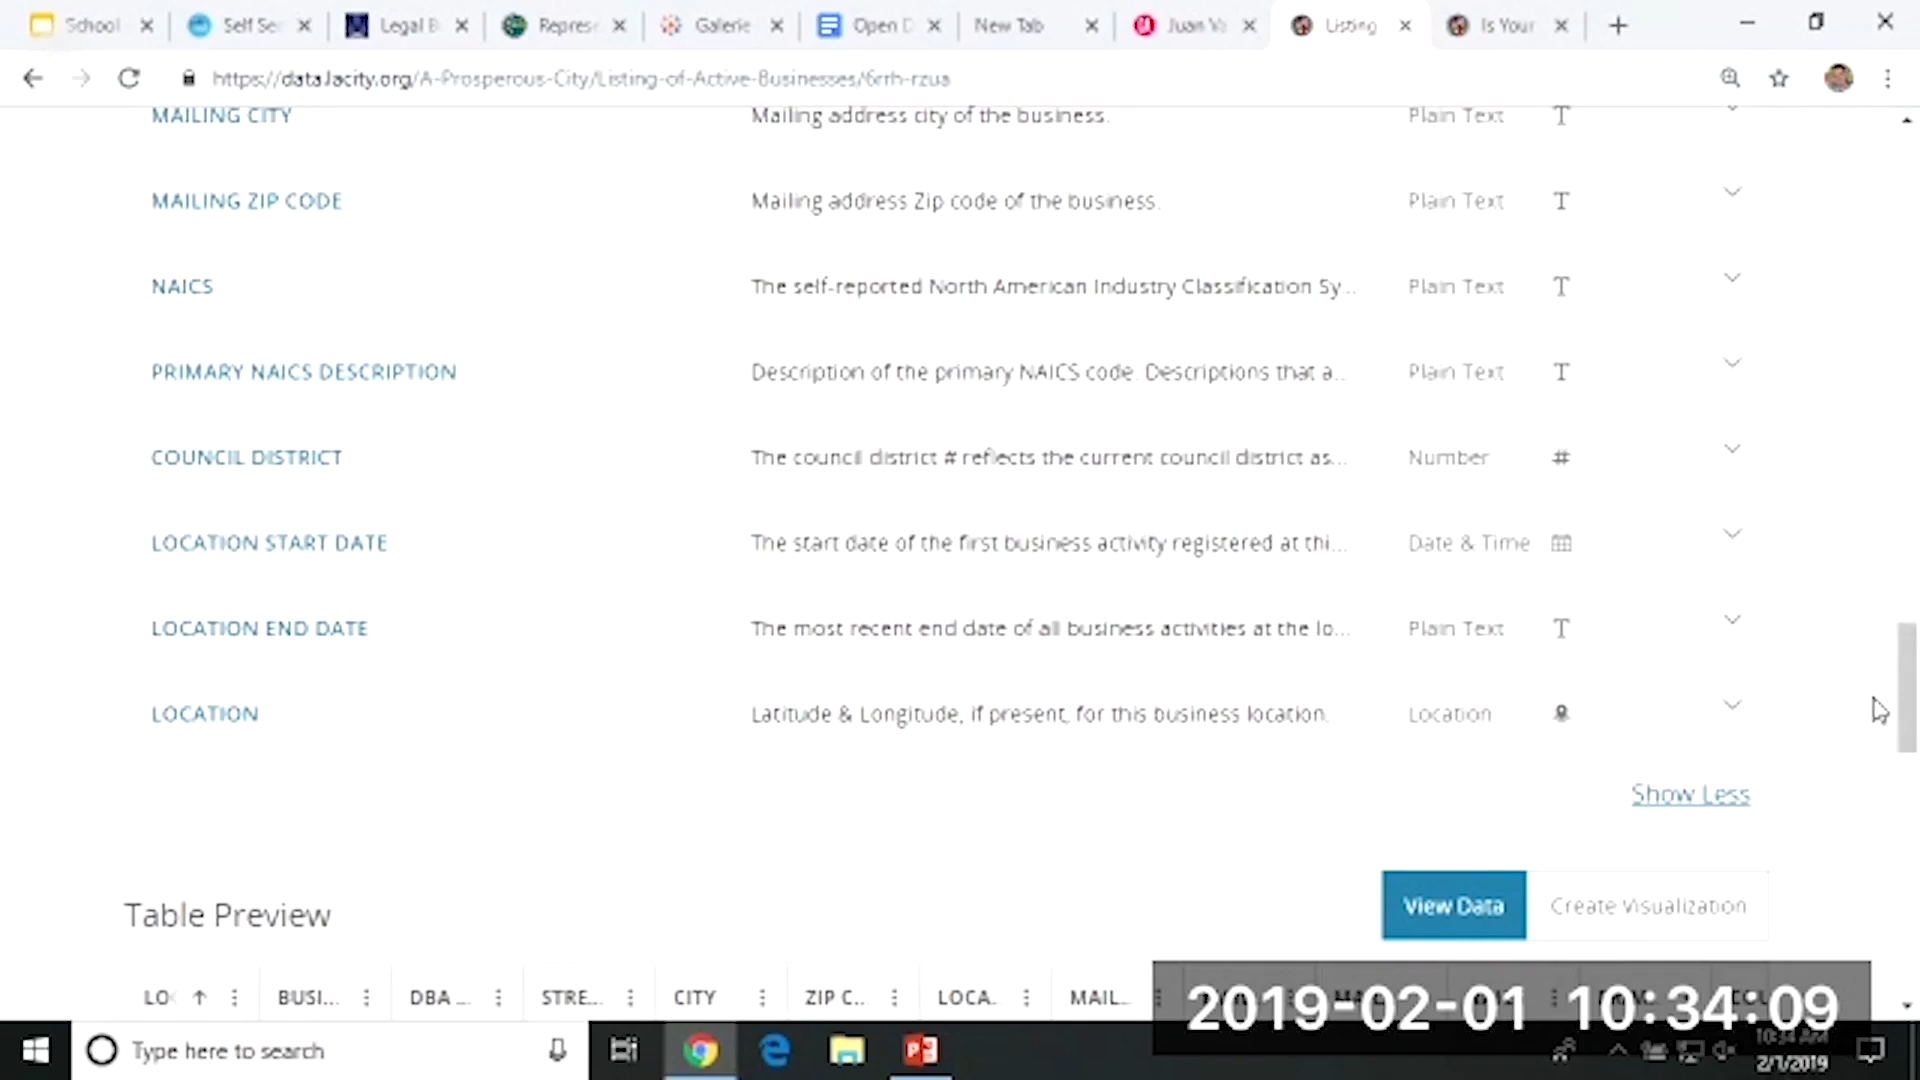 School Self Se Legal B Repres Galerie Open D New Tab Juan Listing Is Your
https://data.lacity.org/A-Prosperous-City/Listing-of-Active-Businesses/6rrh-rzua
MAILING CITY Mailing address city of the business. Plain Text T
MAILING ZIP CODE Mailing address Zip code of the business. Plain Text T
NAICS The self-reported North American Industry Classification Sy... Plain Text T
PRIMARY NAICS DESCRIPTION Description of the primary NAICS code. Descriptions that a... Plain Text T
COUNCIL DISTRICT The council district # reflects the current council district as... Number #
LOCATION START DATE The start date of the first business activity registered at thi... Date & Time
LOCATION END DATE The most recent end date of all business activities at the lo... Plain Text T
LOCATION Latitude & Longitude, if present, for this business location. Location
Show Less
Table Preview View Data Create Visualization
LO BUSI... DBA ... STRE... CITY ZIP C... LOCA... MAIL...
2019-02-01 10:34:09
Type here to search
10:34 AM
2/1/2019